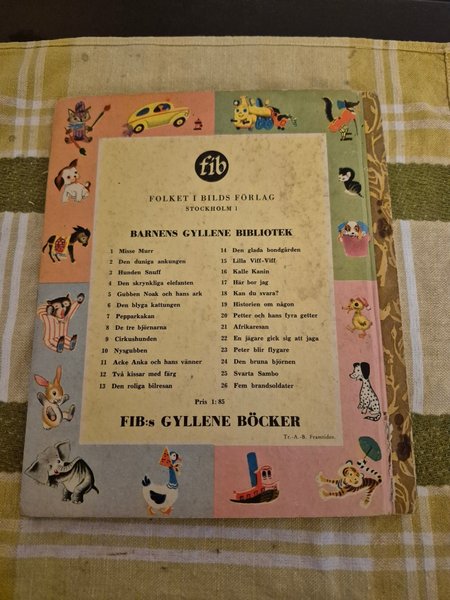 fib
FOLKET I BILDS FÖRLAG
STOCKHOLM 1
BARNENS GYLLENE BIBLIOTEK
1 Misse Murr
2 Den duniga ankungen
3 Hunden Snuff
4 Den skrynkliga elefanten
5 Gubben Noak och hans ark
6 Den blyga kattungen
7 Pepparkakan
8 De tre björnarna
9 Cirkushunden
10 Nysgubben
11 Acke Anka och hans vänner
12 Två kissar med färg
13 Den roliga bilresan
14 Den glada bondgården
15 Lilla Viff-Viff
16 Kalle Kanin
17 Här bor jag
18 Kan du svara?
19 Historien om någon
20 Petter och hans fyra getter
21 Afrikaresan
22 En jägare gick sig att jaga
23 Peter blir flygare
24 Den bruna björnen
25 Svarta Sambo
26 Fem brandsoldater
Pris 1:85
FIB:s GYLLENE BÖCKER
Tr.-A.-B. Framtiden.